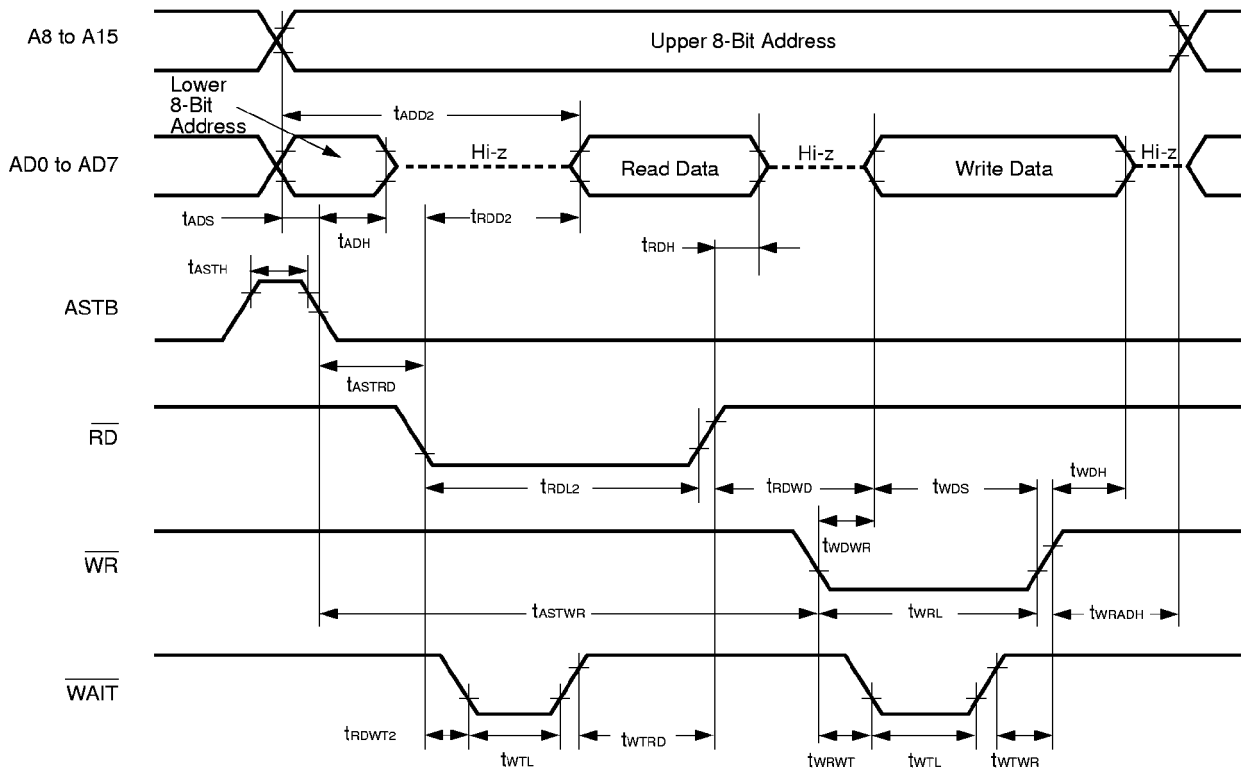 A8 to A15
Upper 8-Bit Address
Lower
8-Bit
Address
tADD2
AD0 to AD7
Hi-z
Read Data
Hi-z
Write Data
Hi-z
tADS
tADH
tRDD2
tRDH
tASTH
ASTB
tASTRD
RD
tRDL2
tRDWD
tWDS
tWDH
tWDWR
WR
tASTWR
tWRL
tWRADH
WAIT
tRDWT2
tWTL
tWTRD
tWRWT
tWTL
tWTWR